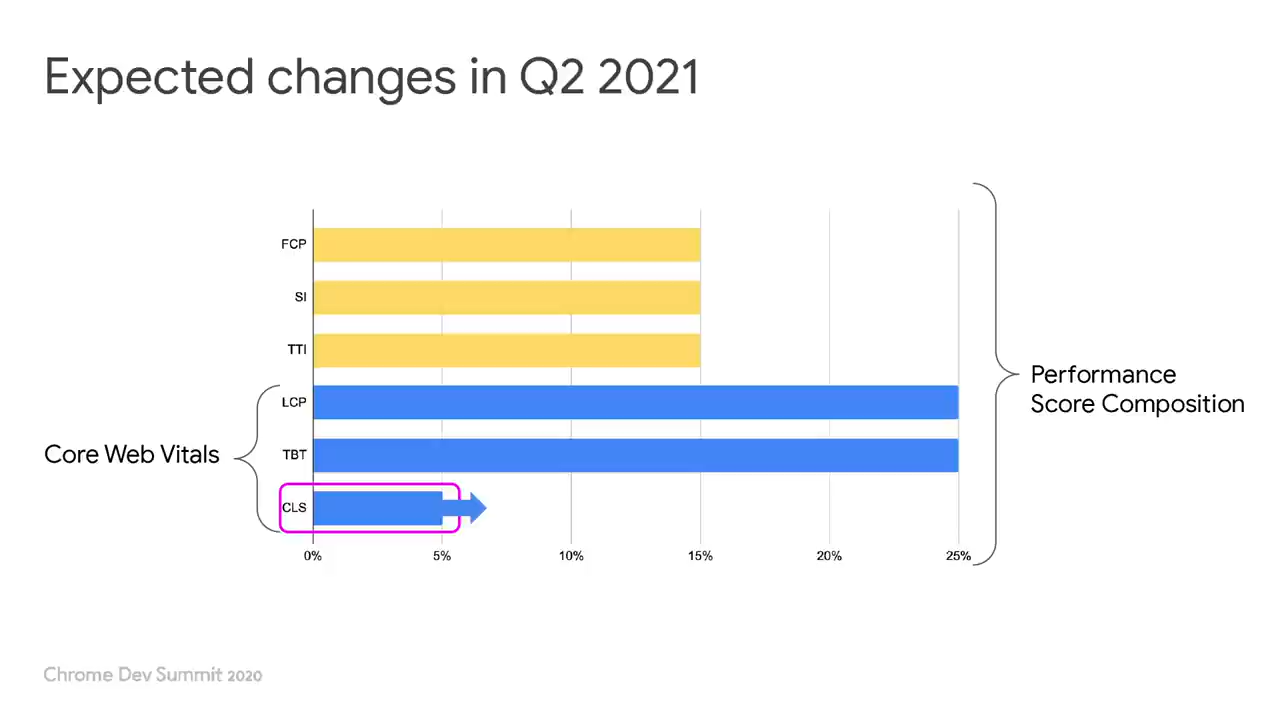 Expected changes in Q2 2021
FCP
SI
TTI
LCP
TBT
CLS
0%
5%
10%
15%
20%
25%
Core Web Vitals
Performance
Score Composition
Chrome Dev Summit 2020